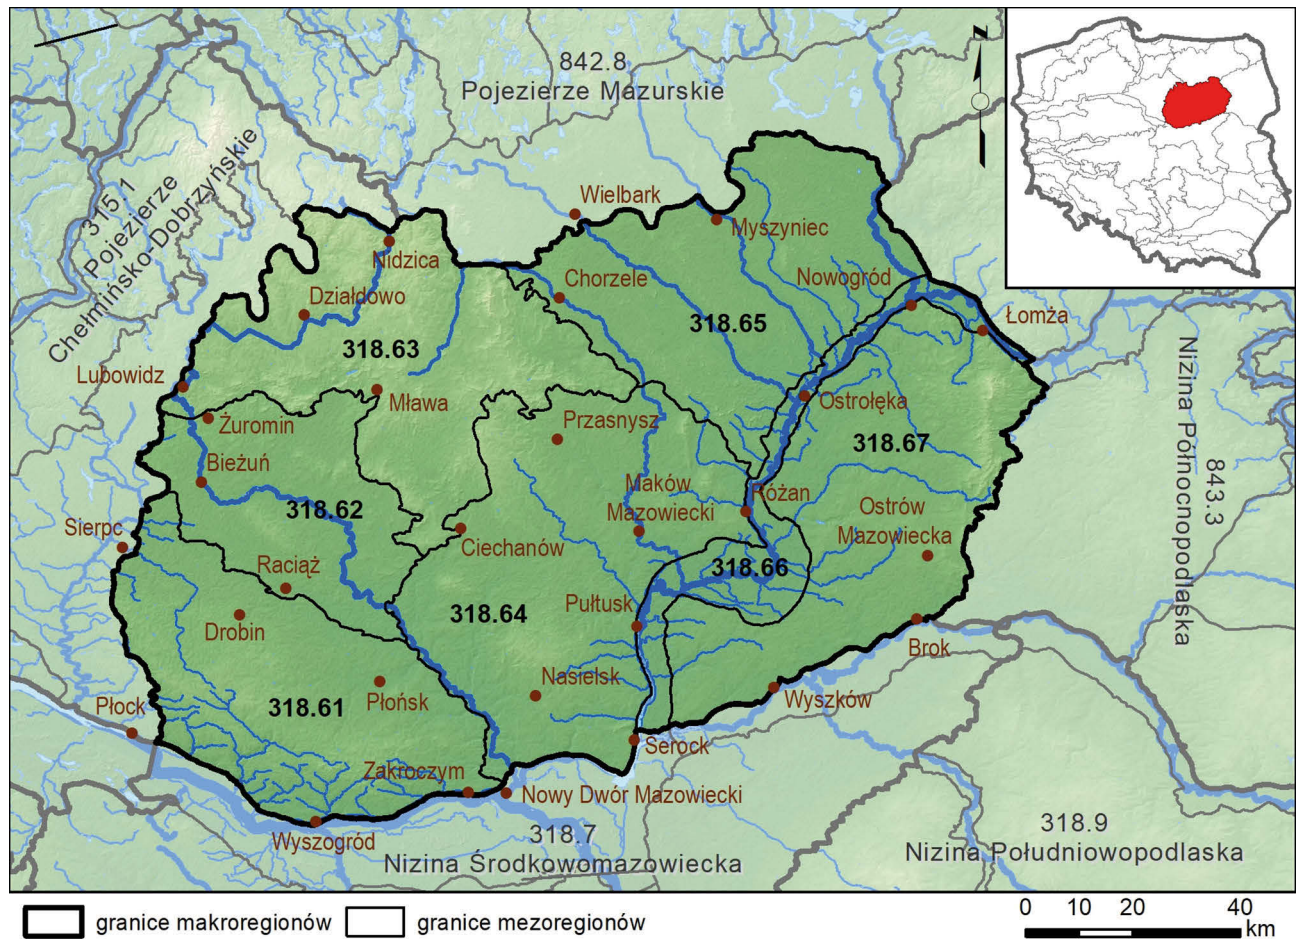 842.8
Pojezierze Mazurskie
N
315.1
Pojezierze
Chełmińsko-Dobrzyńskie
Wielbark
Myszyniec
Nidzica
Chorzele
Nowogród
Działdowo
318.65
Łomża
318.63
Lubowidz
Mława
Ostrołęka
Żuromin
Przasnysz
318.67
Nizina Północnopodlaska
843.3
Bieżuń
Maków
Mazowiecki
Różan
Ostrów
Mazowiecka
318.62
Sierpc
Ciechanów
Raciąż
318.66
Drobin
318.64
Pułtusk
Brok
Nasielsk
Płońsk
Wyszków
Płock
318.61
Serock
Zakroczym
Nowy Dwór Mazowiecki
Wyszogród
318.7
Nizina Środkowomazowiecka
318.9
Nizina Południowopodlaska
granice makroregionów
granice mezoregionów
0 10 20 40
km